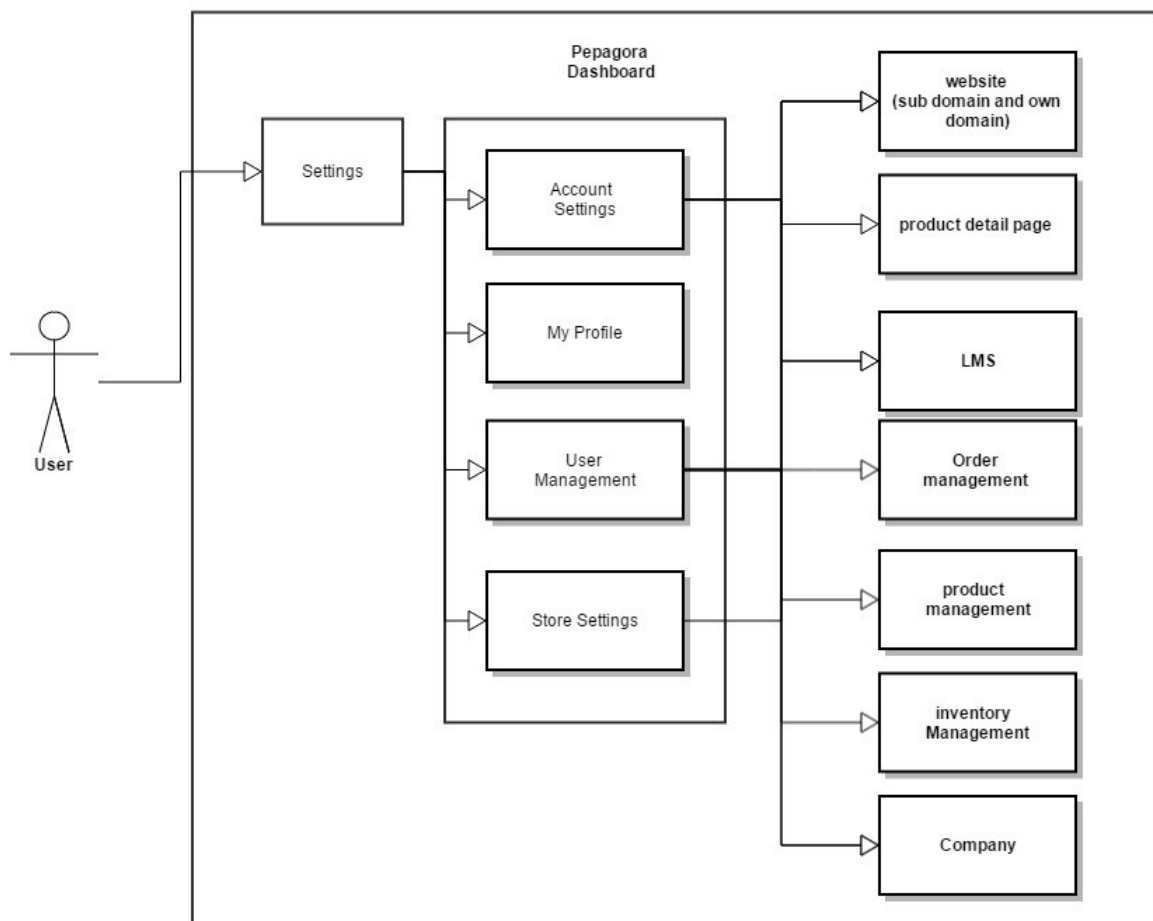 Pepagora
Dashboard
User
Settings
Account
Settings
My Profile
User
Management
Store Settings
website
(sub domain and own
domain)
product detail page
LMS
Order
management
product
management
inventory
Management
Company